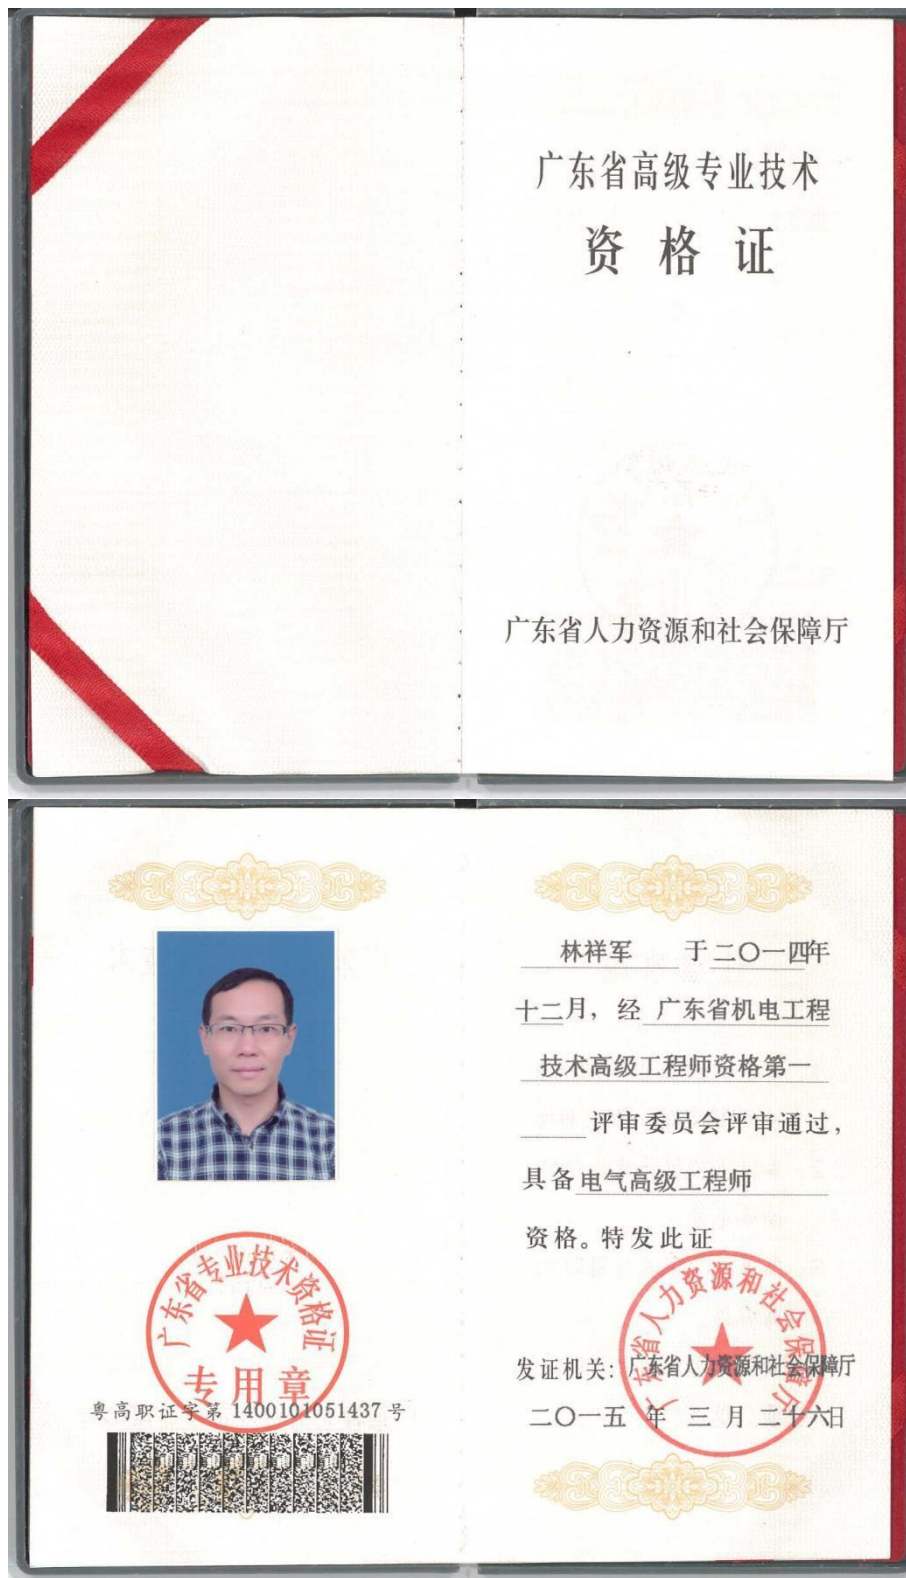 广东省高级专业技术
资格证
广东省人力资源和社会保障厅
广东省专业技术资格证
专用章
粤高职证字第 1400101051437 号
林祥军 于二〇一四年
十二月，经 广东省机电工程
技术高级工程师资格第一
评审委员会评审通过，
具备 电气高级工程师
资格。特发此证
广东省人力资源和社会保障厅
发证机关：广东省人力资源和社会保障厅
二〇一五 年 三 月 二十六日